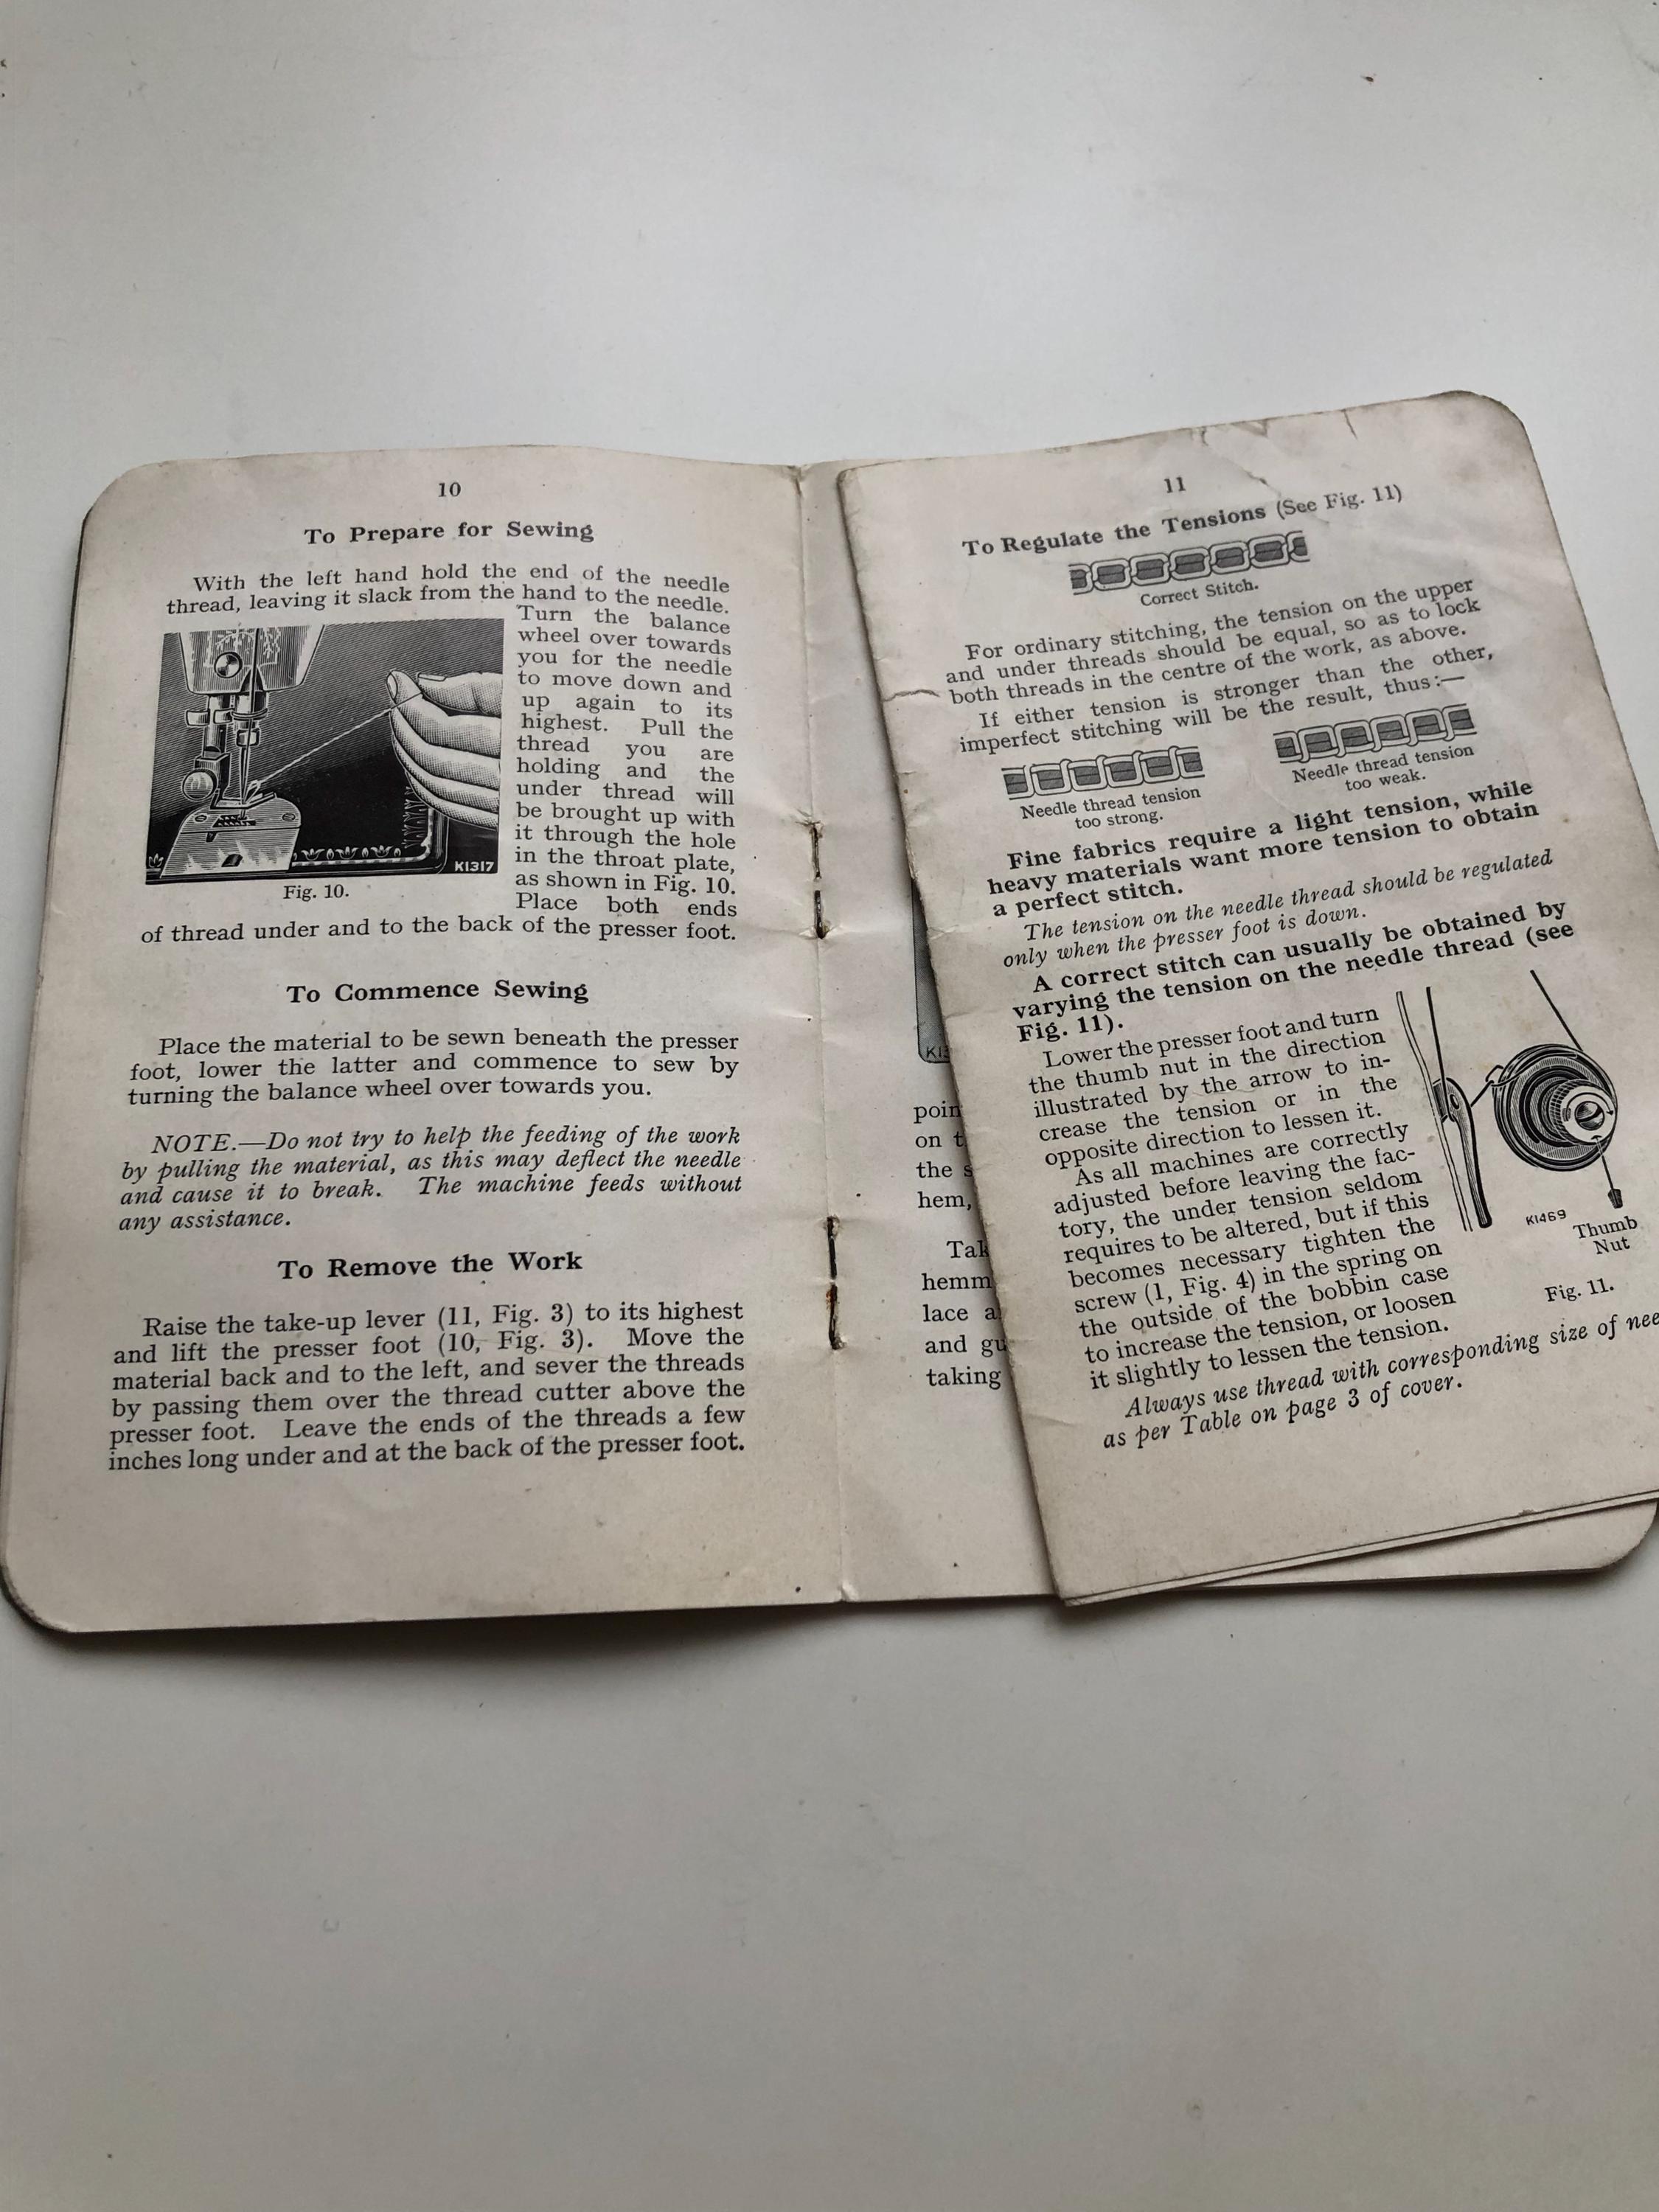 10
To Prepare for Sewing
With the left hand hold the end of the needle
thread, leaving it slack from the hand to the needle.
Turn the balance
wheel over towards
you for the needle
to move down and
up again to its
highest. Pull the
thread you are
holding and the
under thread will
be brought up with
it through the hole
in the throat plate,
as shown in Fig. 10.
Place both ends
K1317
Fig. 10.
of thread under and to the back of the presser foot.
To Commence Sewing
Place the material to be sewn beneath the presser
foot, lower the latter and commence to sew by
turning the balance wheel over towards you.
NOTE.—Do not try to help the feeding of the work
by pulling the material, as this may deflect the needle
and cause it to break. The machine feeds without
any assistance.
To Remove the Work
Raise the take-up lever (11, Fig. 3) to its highest
and lift the presser foot (10, Fig. 3). Move the
material back and to the left, and sever the threads
by passing them over the thread cutter above the
presser foot. Leave the ends of the threads a few
inches long under and at the back of the presser foot.
poin
on t
the s
hem,
Tak
hemm
lace a
and gu
taking
11
To Regulate the Tensions (See Fig. 11)
Correct Stitch.
For ordinary stitching, the tension on the upper
and under threads should be equal, so as to lock
both threads in the centre of the work, as above.
If either tension is stronger than the other,
imperfect stitching will be the result, thus:—
Needle thread tension
too strong.
Needle thread tension
too weak.
Fine fabrics require a light tension, while
heavy materials want more tension to obtain
a perfect stitch.
The tension on the needle thread should be regulated
only when the presser foot is down.
A correct stitch can usually be obtained by
varying the tension on the needle thread (see
Fig. 11).
Lower the presser foot and turn
the thumb nut in the direction
illustrated by the arrow to in-
crease the tension or in the
opposite direction to lessen it.
As all machines are correctly
adjusted before leaving the fac-
tory, the under tension seldom
requires to be altered, but if this
becomes necessary tighten the
screw (1, Fig. 4) in the spring on
the outside of the bobbin case
to increase the tension, or loosen
it slightly to lessen the tension.
K1469
Thumb
Nut
Fig. 11.
Always use thread with corresponding size of nee
as per Table on page 3 of cover.